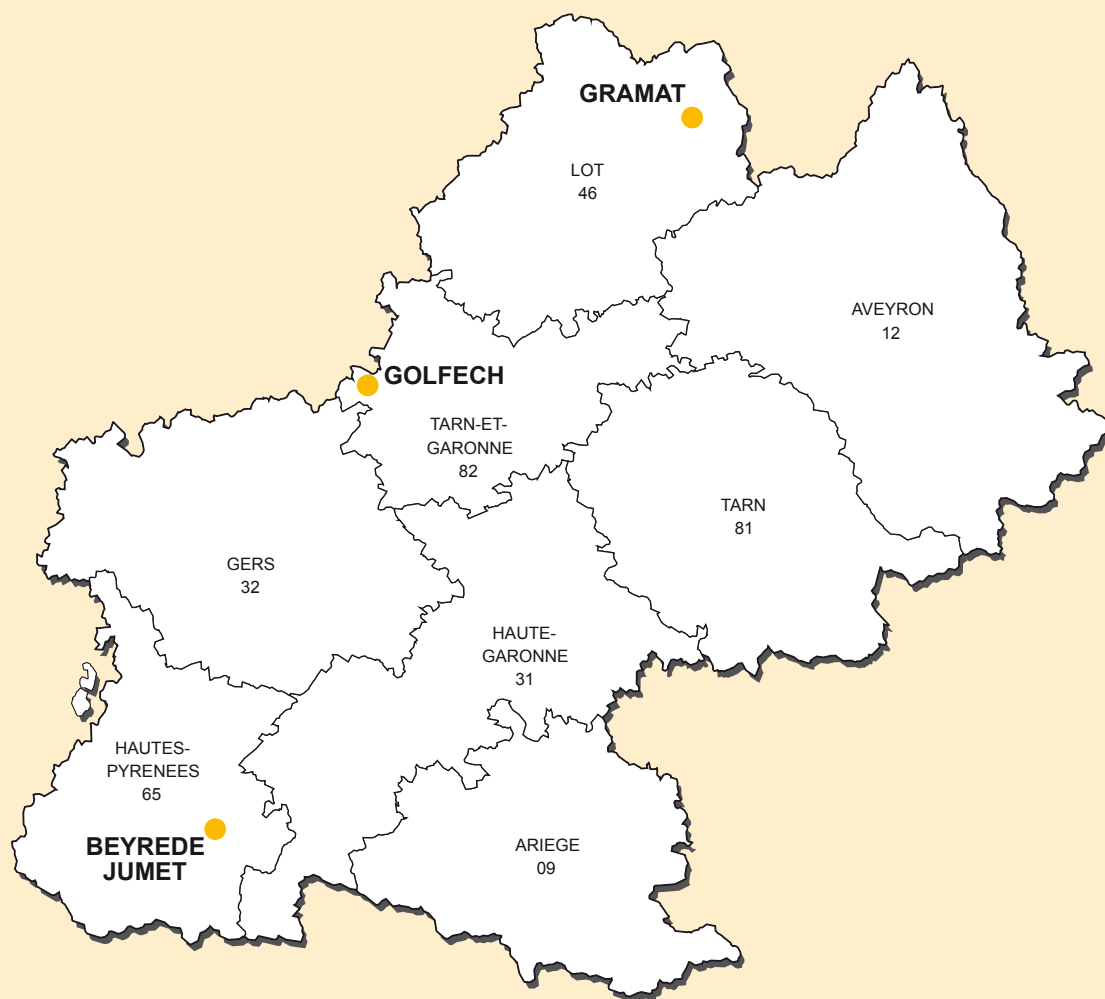 GRAMAT
LOT
46
AVEYRON
12
GOLFECH
TARN-ET-
GARONNE
82
TARN
81
GERS
32
HAUTE-
GARONNE
31
HAUTES-
PYRENEES
65
BEYREDE
JUMET
ARIEGE
09